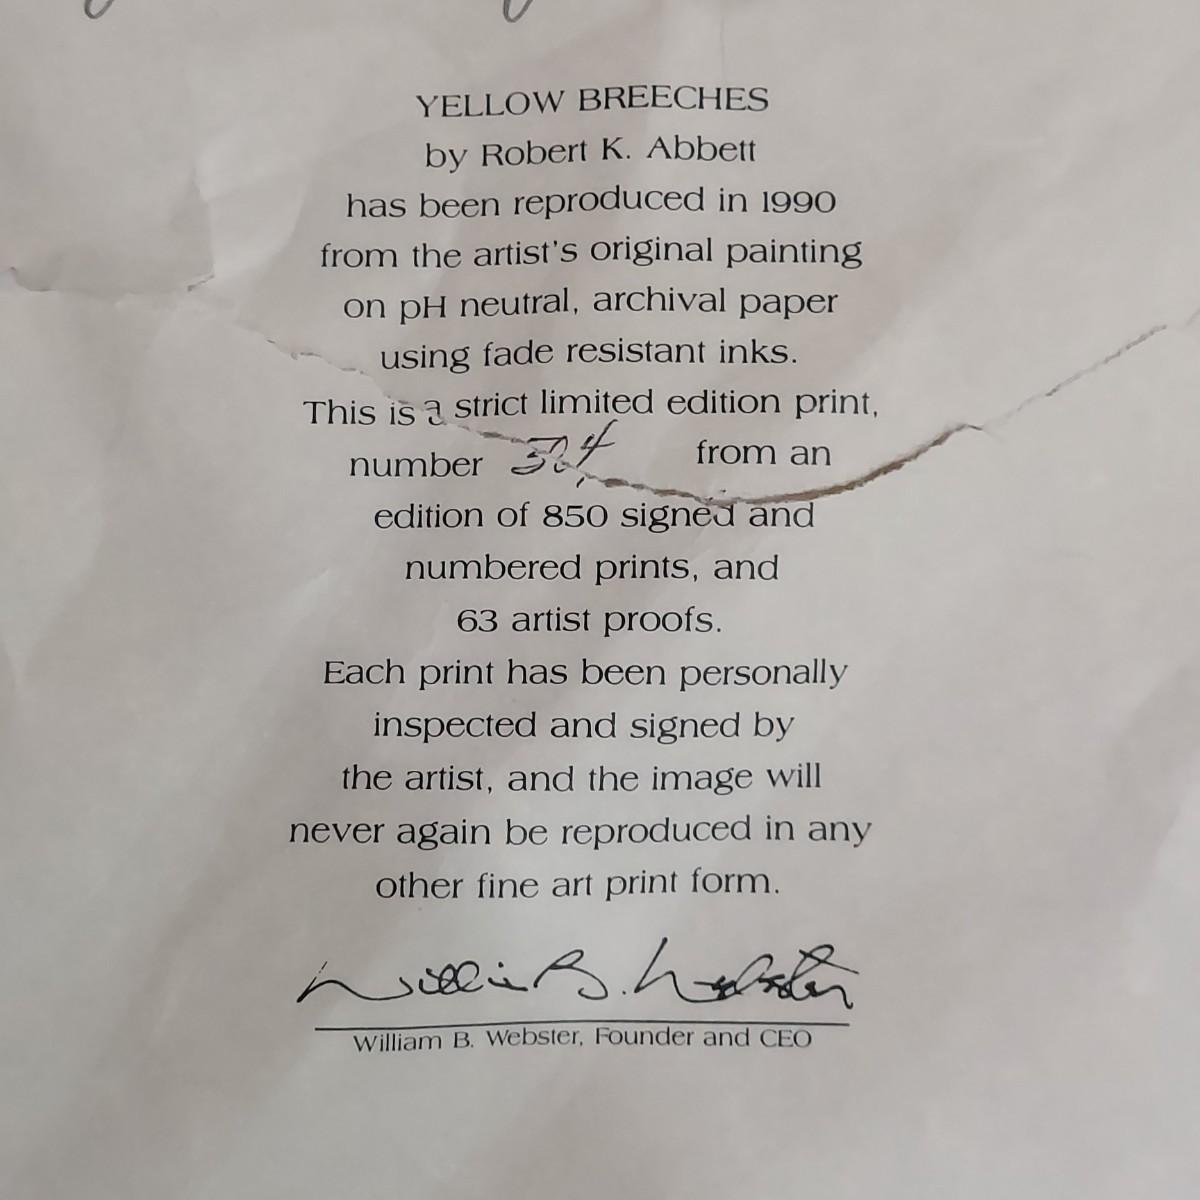 YELLOW BREECHES
by Robert K. Abbett
has been reproduced in 1990
from the artist's original painting
on pH neutral, archival paper
using fade resistant inks.
This is a strict limited edition print,
number from an
edition of 850 signed and
numbered prints, and
63 artist proofs.
Each print has been personally
inspected and signed by
the artist, and the image will
never again be reproduced in any
other fine art print form.
William B. Webster
William B. Webster, Founder and CEO